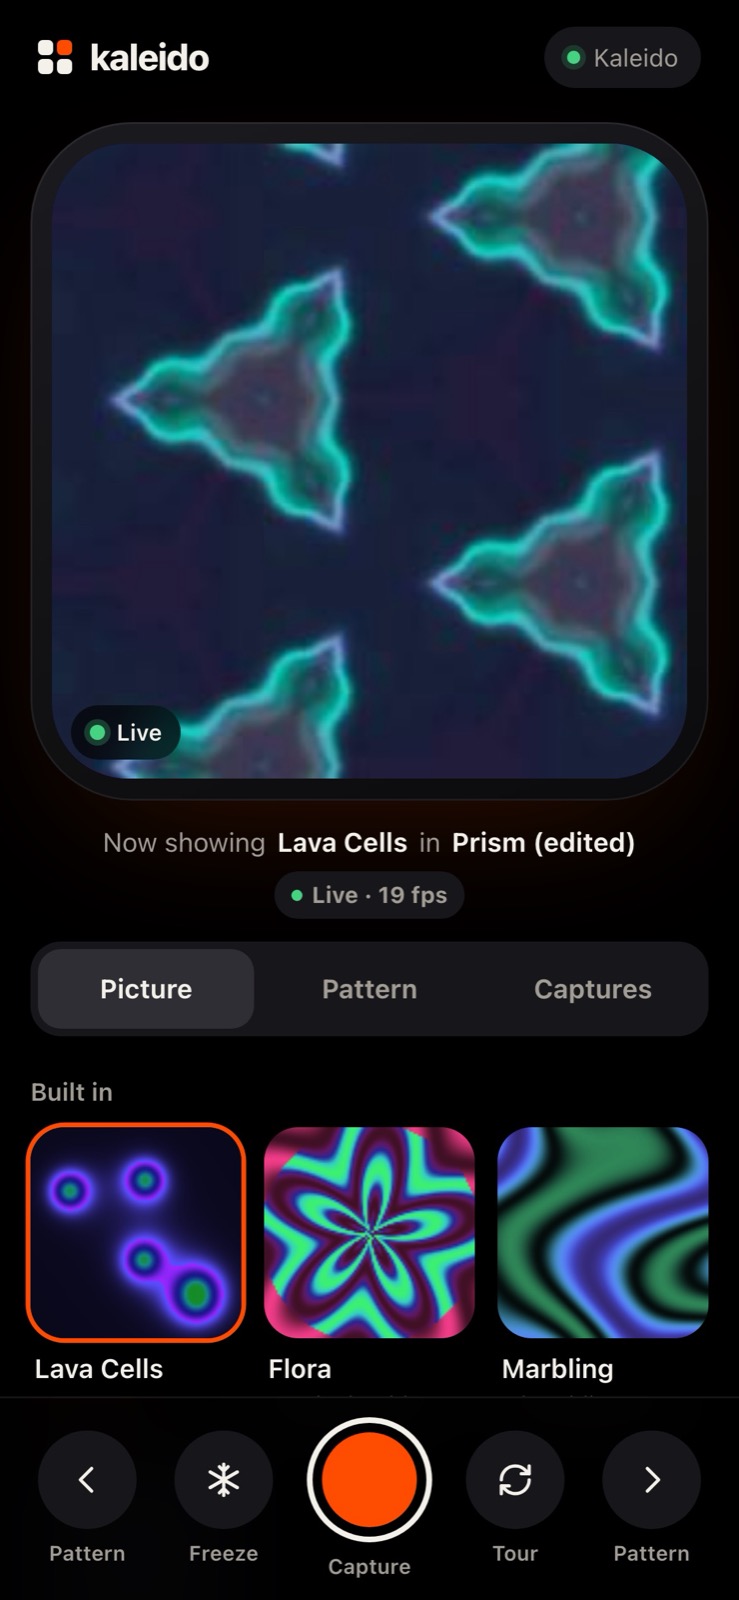 kaleido
Kaleido
Live
Now showing Lava Cells in Prism (edited)
Live · 19 fps
Picture Pattern Captures
Built in
Lava Cells Flora Marbling
Pattern Freeze Capture Tour Pattern